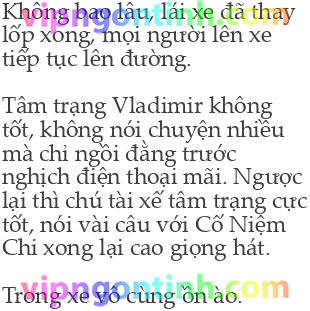 Không bao lâu, lái xe đã thay
lốp xong, mọi người lên xe
tiếp tục lên đường.
Tâm trạng Vladimir không
tốt, không nói chuyện nhiều
mà chỉ ngồi đằng trước
nghịch điện thoại mãi. Ngược
lại thì chú tài xế tâm trạng cực
tốt, nói vài câu với Cố Niệm
Chi xong lại cao giọng hát.
Trong xe vô cùng ồn ào.
vipngontinh.com
vipngontinh.com